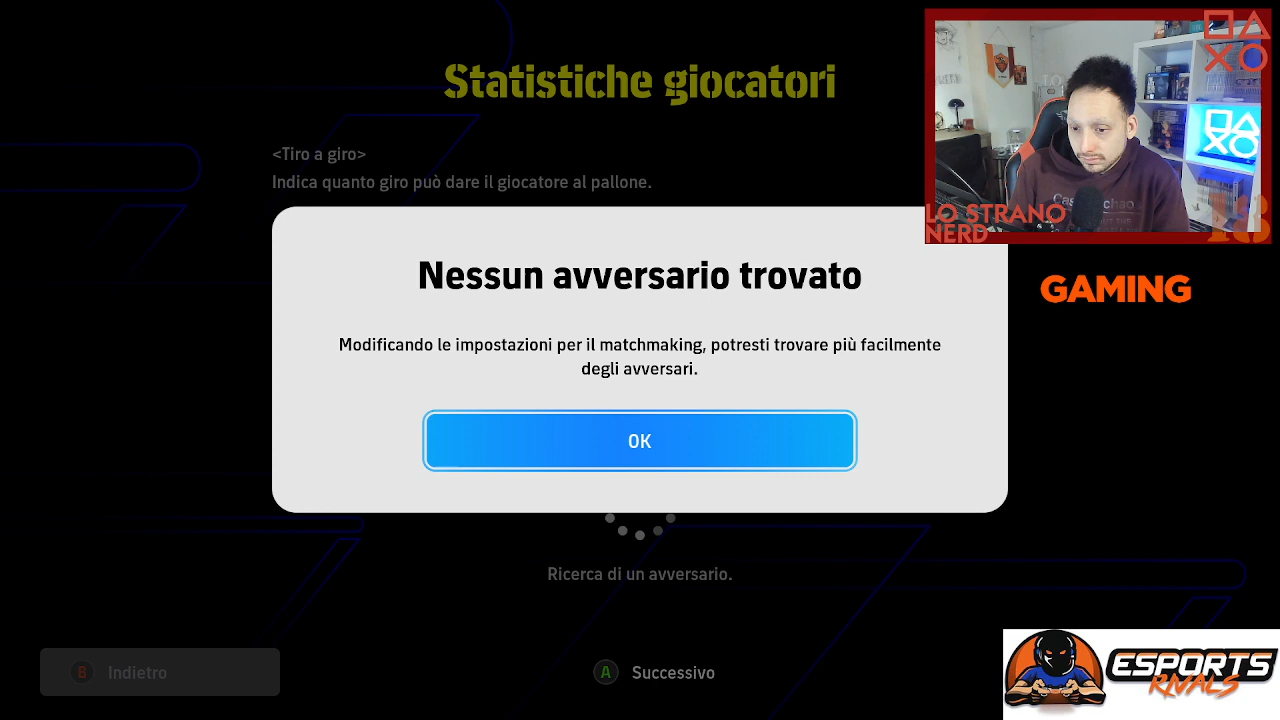 Statistiche giocatori
<Tiro a giro>
Indica quanto giro può dare il giocatore al pallone.
Nessun avversario trovato
Modificando le impostazioni per il matchmaking, potresti trovare più facilmente
degli avversari.
OK
Ricerca di un avversario.
B Indietro
A Successivo
LO STRANO
NERD
GAMING
ESPORTS
RIVALS